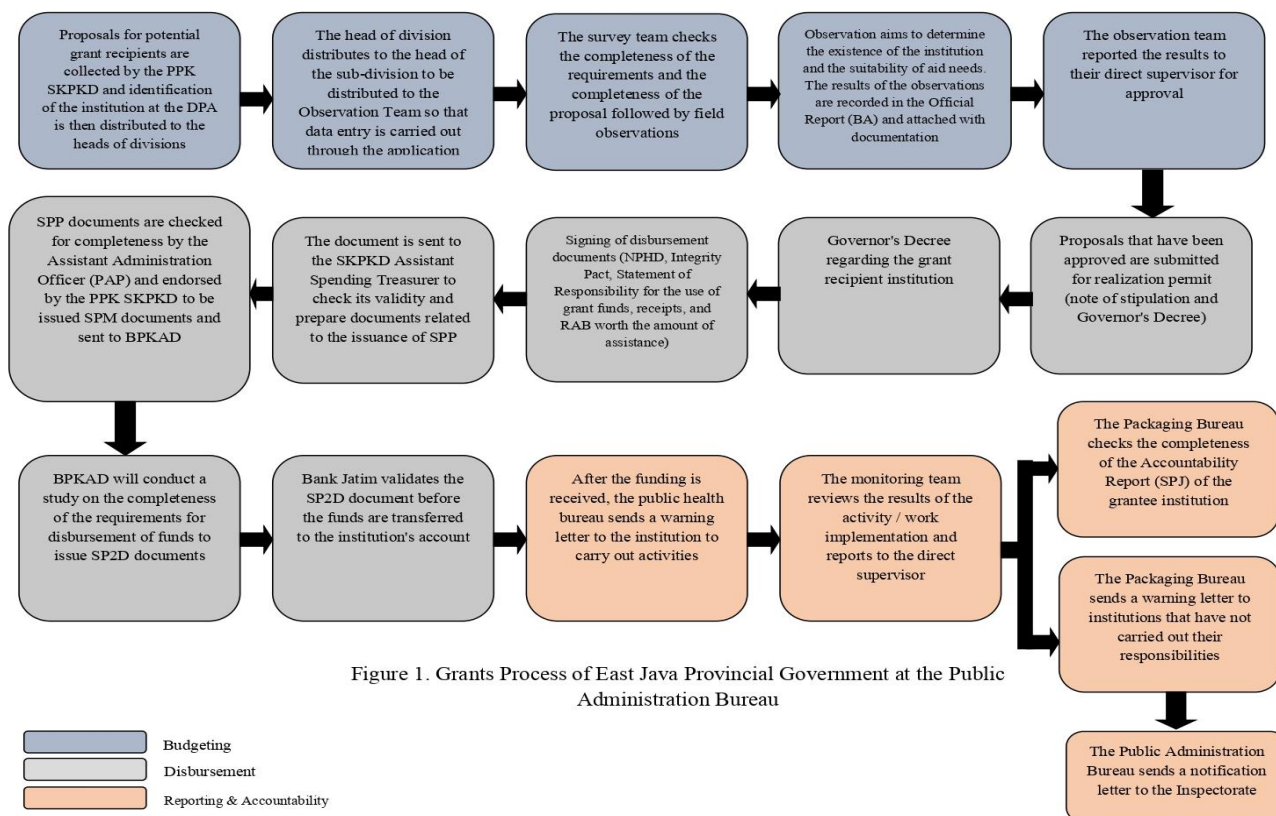 Proposals for potential
grant recipients are
collected by the PPK
SKPKD and identification
of the institution at the DPA
is then distributed to the
heads of divisions
The head of division
distributes to the head of
the sub-division to be
distributed to the
Observation Team so that
data entry is carried out
through the application
The survey team checks
the completeness of the
requirements and the
completeness of the
proposal followed by field
observations
Observation aims to determine
the existence of the institution
and the suitability of aid needs.
The results of the observations
are recorded in the Official
Report (BA) and attached with
documentation
The observation team
reported the results to
their direct supervisor for
approval
Proposals that have been
approved are submitted
for realization permit
(note of stipulation and
Governor's Decree)
Governor's Decree
regarding the grant
recipient institution
Signing of disbursement
documents (NPHD, Integrity
Pact, Statement of
Responsibility for the use of
grant funds, receipts, and
RAB worth the amount of
assistance)
The document is sent to
the SKPKD Assistant
Spending Treasurer to
check its validity and
prepare documents related
to the issuance of SPP
SPP documents are checked
for completeness by the
Assistant Administration
Officer (PAP) and endorsed
by the PPK SKPKD to be
issued SPM documents and
sent to BPKAD
BPKAD will conduct a
study on the completeness
of the requirements for
disbursement of funds to
issue SP2D documents
Bank Jatim validates the
SP2D document before
the funds are transferred
to the institution's account
After the funding is
received, the public health
bureau sends a warning
letter to the institution to
carry out activities
The monitoring team
reviews the results of the
activity / work
implementation and
reports to the direct
supervisor
The Packaging Bureau
checks the completeness
of the Accountability
Report (SPJ) of the
grantee institution
The Packaging Bureau
sends a warning letter to
institutions that have not
carried out their
responsibilities
The Public Administration
Bureau sends a notification
letter to the Inspectorate
Figure 1. Grants Process of East Java Provincial Government at the Public
Administration Bureau
Budgeting
Disbursement
Reporting & Accountability